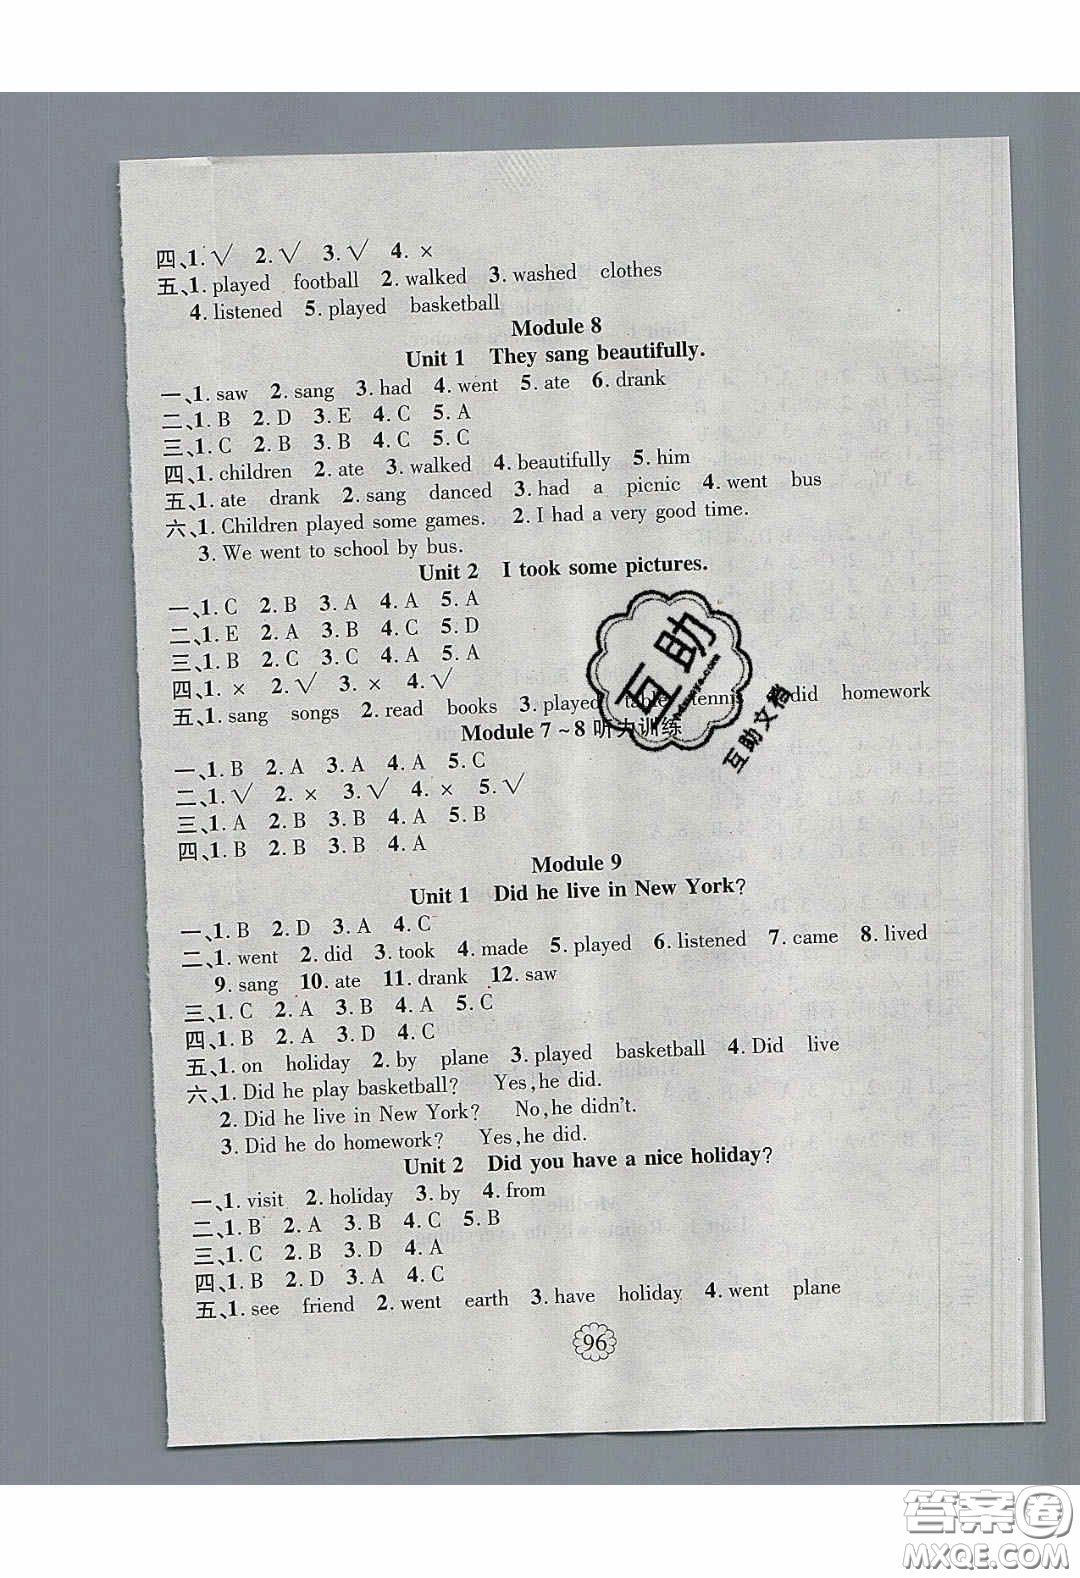 四、1.√ 2.√ 3.√ 4.×
五、1. played football 2. walked 3. washed clothes
4. listened 5. played basketball
Module 8
Unit 1 They sang beautifully.
一、1. saw 2. sang 3. had 4. went 5. ate 6. drank
二、1. B 2. D 3. E 4. C 5. A
三、1. C 2. B 3. B 4. C 5. C
四、1. children 2. ate 3. walked 4. beautifully 5. him
五、1. ate drank 2. sang danced 3. had a picnic 4. went bus
六、1. Children played some games. 2. I had a very good time.
3. We went to school by bus.
Unit 2 I took some pictures.
一、1. C 2. B 3. A 4. A 5. A
二、1. E 2. A 3. B 4. C 5. D
三、1. B 2. C 3. C 4. A 5. A
四、1. × 2. √ 3. × 4. √
五、1. sang songs 2. read books 3. played table tennis did homework
Module 7~8 听力训练
一、1. B 2. A 3. A 4. A 5. C
二、1. √ 2. × 3. √ 4. × 5. √
三、1. A 2. B 3. B 4. A 5. B
四、1. B 2. B 3. B 4. A
Module 9
Unit 1 Did he live in New York?
一、1. B 2. D 3. A 4. C
二、1. went 2. did 3. took 4. made 5. played 6. listened 7. came 8. lived
9. sang 10. ate 11. drank 12. saw
三、1. C 2. A 3. B 4. A 5. C
四、1. B 2. A 3. D 4. C
五、1. on holiday 2. by plane 3. played basketball 4. Did live
六、1. Did he play basketball? Yes,he did.
2. Did he live in New York? No,he didn't.
3. Did he do homework? Yes,he did.
Unit 2 Did you have a nice holiday?
一、1. visit 2. holiday 3. by 4. from
二、1. B 2. A 3. B 4. C 5. B
三、1. C 2. B 3. D 4. A
四、1. B 2. D 3. A 4. C
五、1. see friend 2. went earth 3. have holiday 4. went plane
96
互助
互助文档
答案卷
MXQE.COM